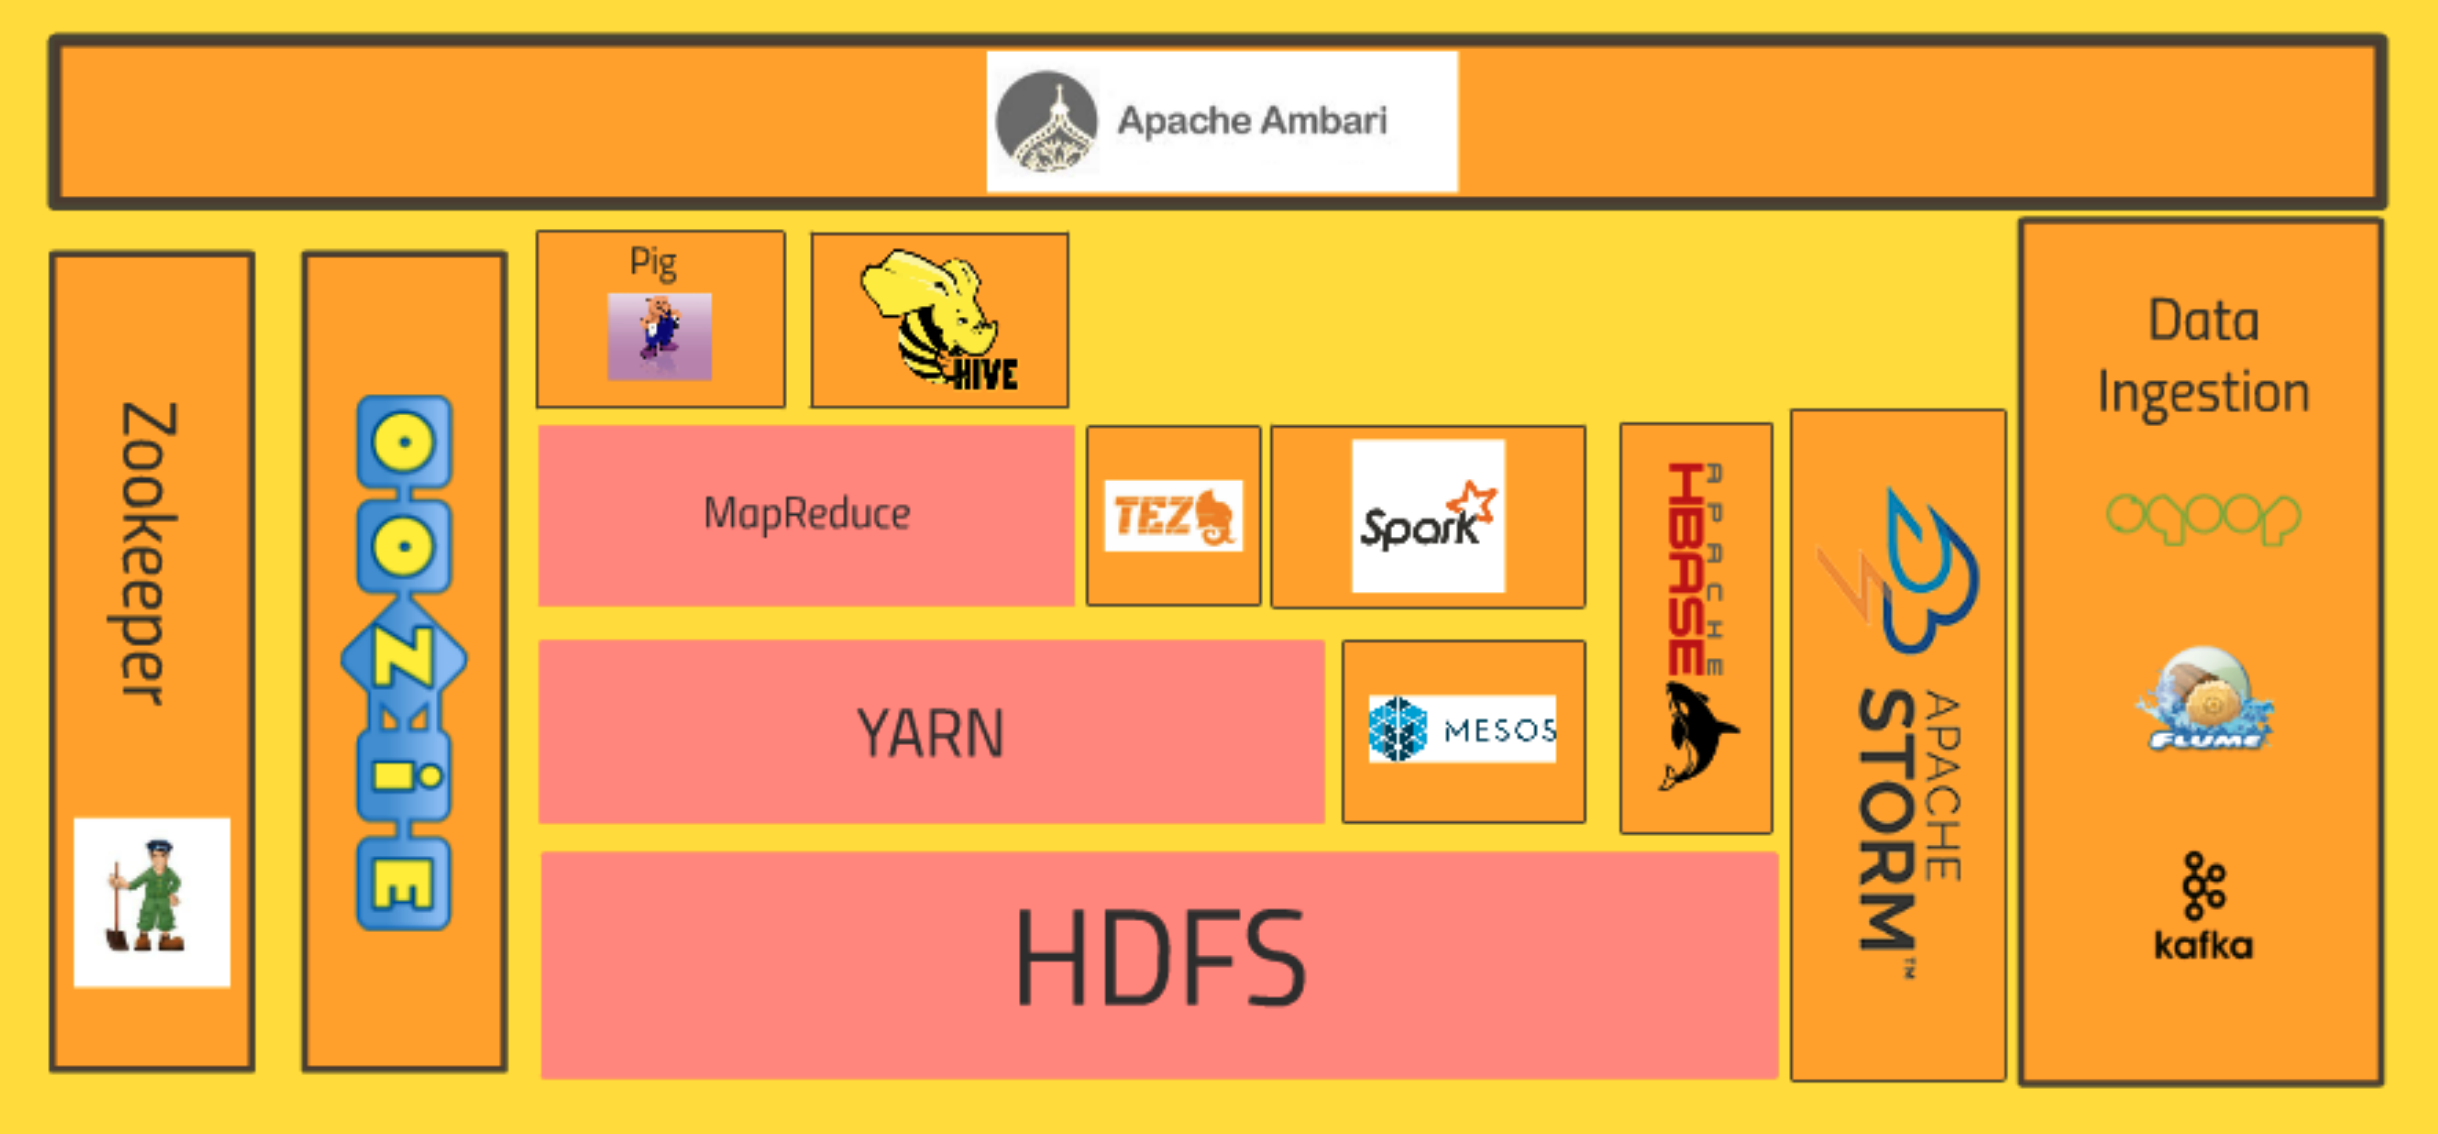 Apache Ambari
Zookeeper
OOZiE
Pig
HIVE
MapReduce
TEZ
Spark
YARN
MESOS
HDFS
APACHE
HBASE
APACHE
STORM™
Data
Ingestion
sqoop
FLUME
kafka